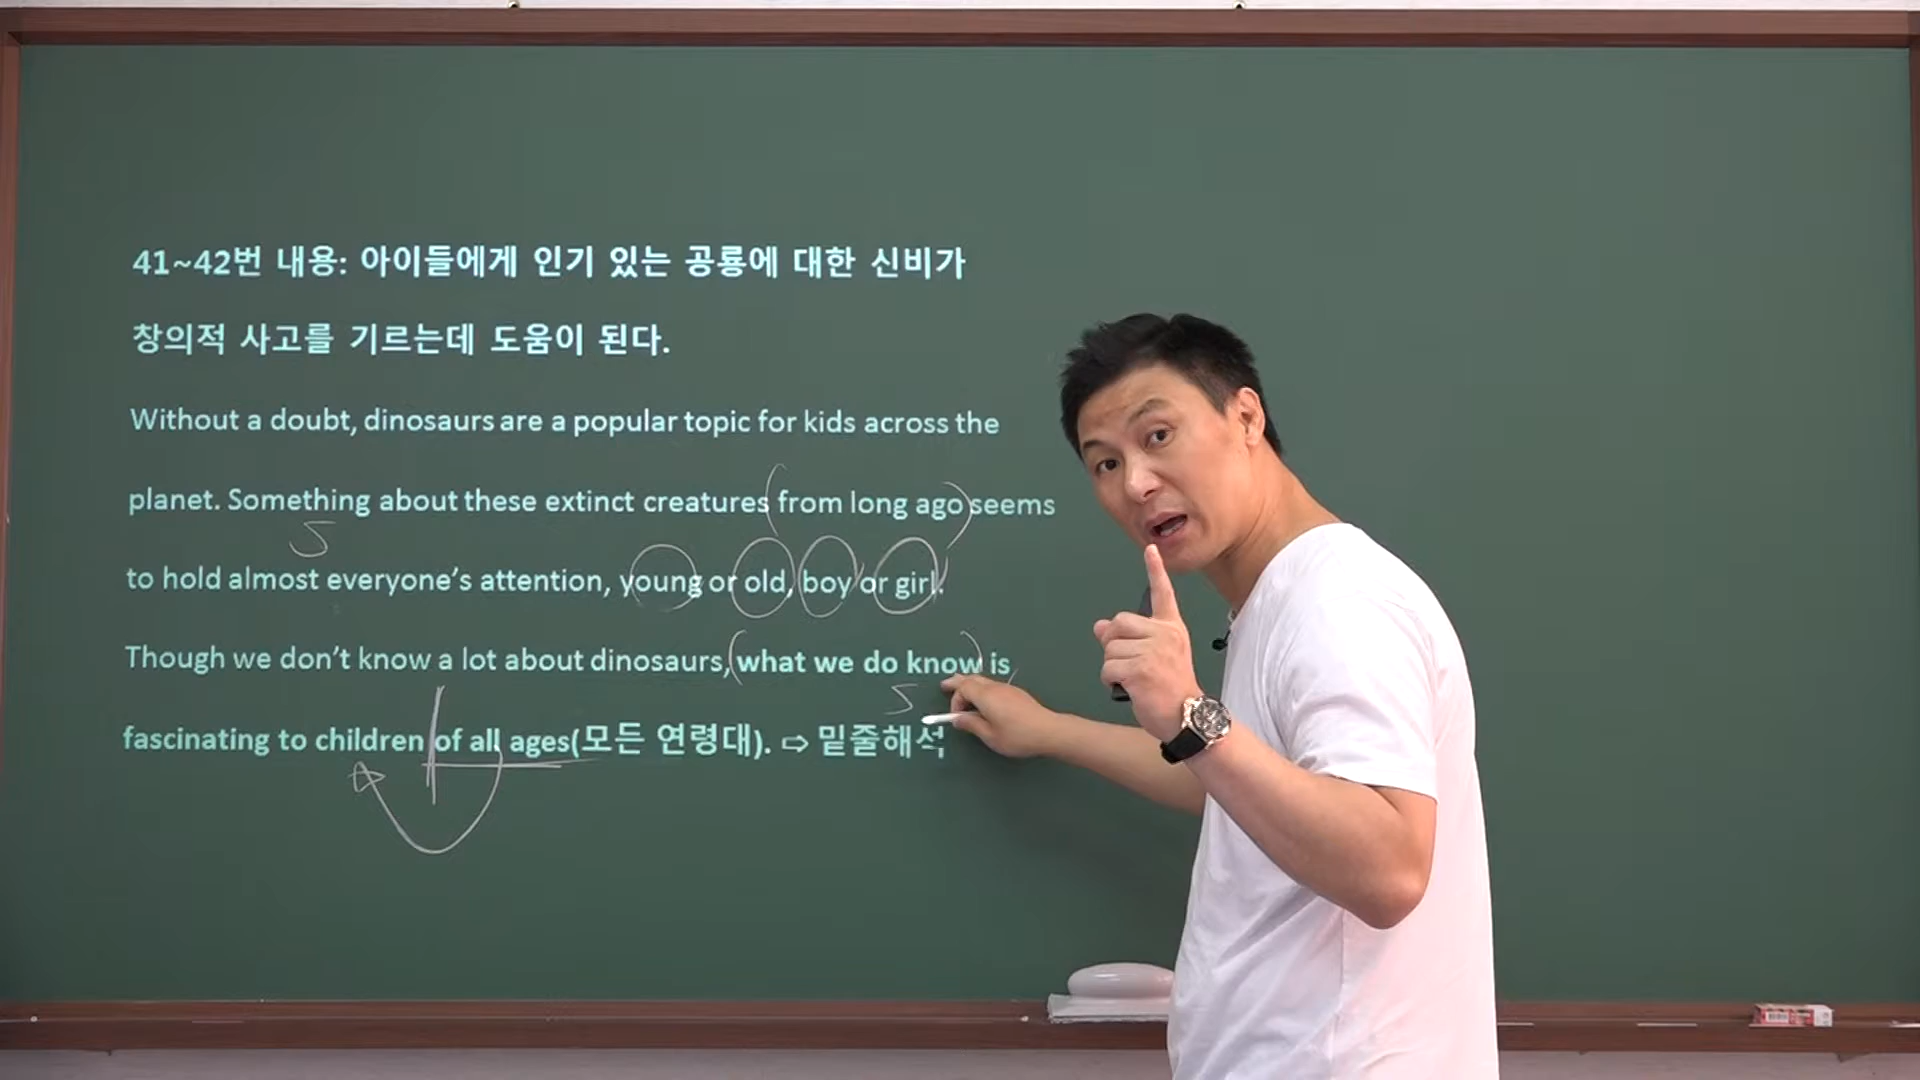 41~42번 내용: 아이들에게 인기 있는 공룡에 대한 신비가
창의적 사고를 기르는데 도움이 된다.
Without a doubt, dinosaurs are a popular topic for kids across the
planet. Something about these extinct creatures from long ago seems
S
to hold almost everyone's attention, young or old, boy or girl.
Though we don't know a lot about dinosaurs, what we do know is
S
fascinating to children of all ages(모든 연령대). ⇨ 밑줄해석